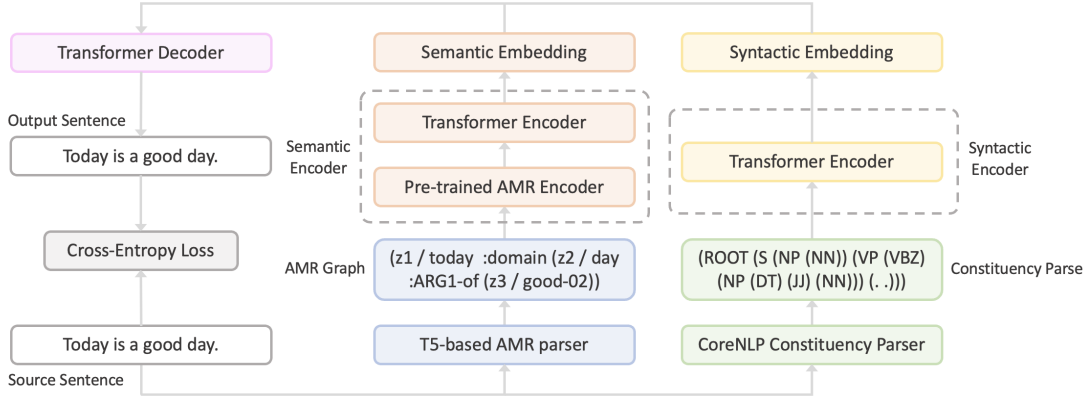 Transformer Decoder
Semantic Embedding
Syntactic Embedding
Output Sentence
Today is a good day.
Semantic
Encoder
Transformer Encoder
Pre-trained AMR Encoder
Transformer Encoder
Syntactic
Encoder
Cross-Entropy Loss
AMR Graph
(z1 / today :domain (z2 / day
:ARG1-of (z3 / good-02))
(ROOT (S (NP (NN)) (VP (VBZ)
(NP (DT) (JJ) (NN))) (. .)))
Constituency Parse
Today is a good day.
Source Sentence
T5-based AMR parser
CoreNLP Constituency Parser